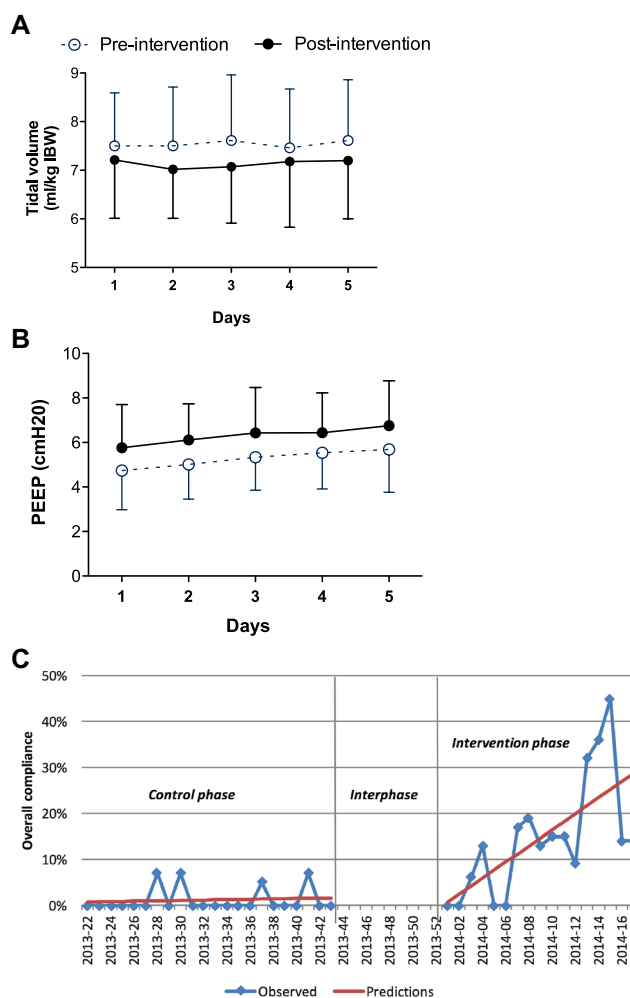 A
Pre-intervention Post-intervention
9
8
7
6
5
Tidal volume
(ml/kg IBW)
1 2 3 4 5
Days
B
10
8
6
4
2
0
PEEP (cmH20)
1 2 3 4 5
Days
C
50%
40%
30%
20%
10%
0%
Overall compliance
Control phase
Interphase
Intervention phase
2013-22
2013-24
2013-26
2013-28
2013-30
2013-32
2013-34
2013-36
2013-38
2013-40
2013-42
2013-44
2013-46
2013-48
2013-50
2013-52
2014-02
2014-04
2014-06
2014-08
2014-10
2014-12
2014-14
2014-16
Observed Predictions